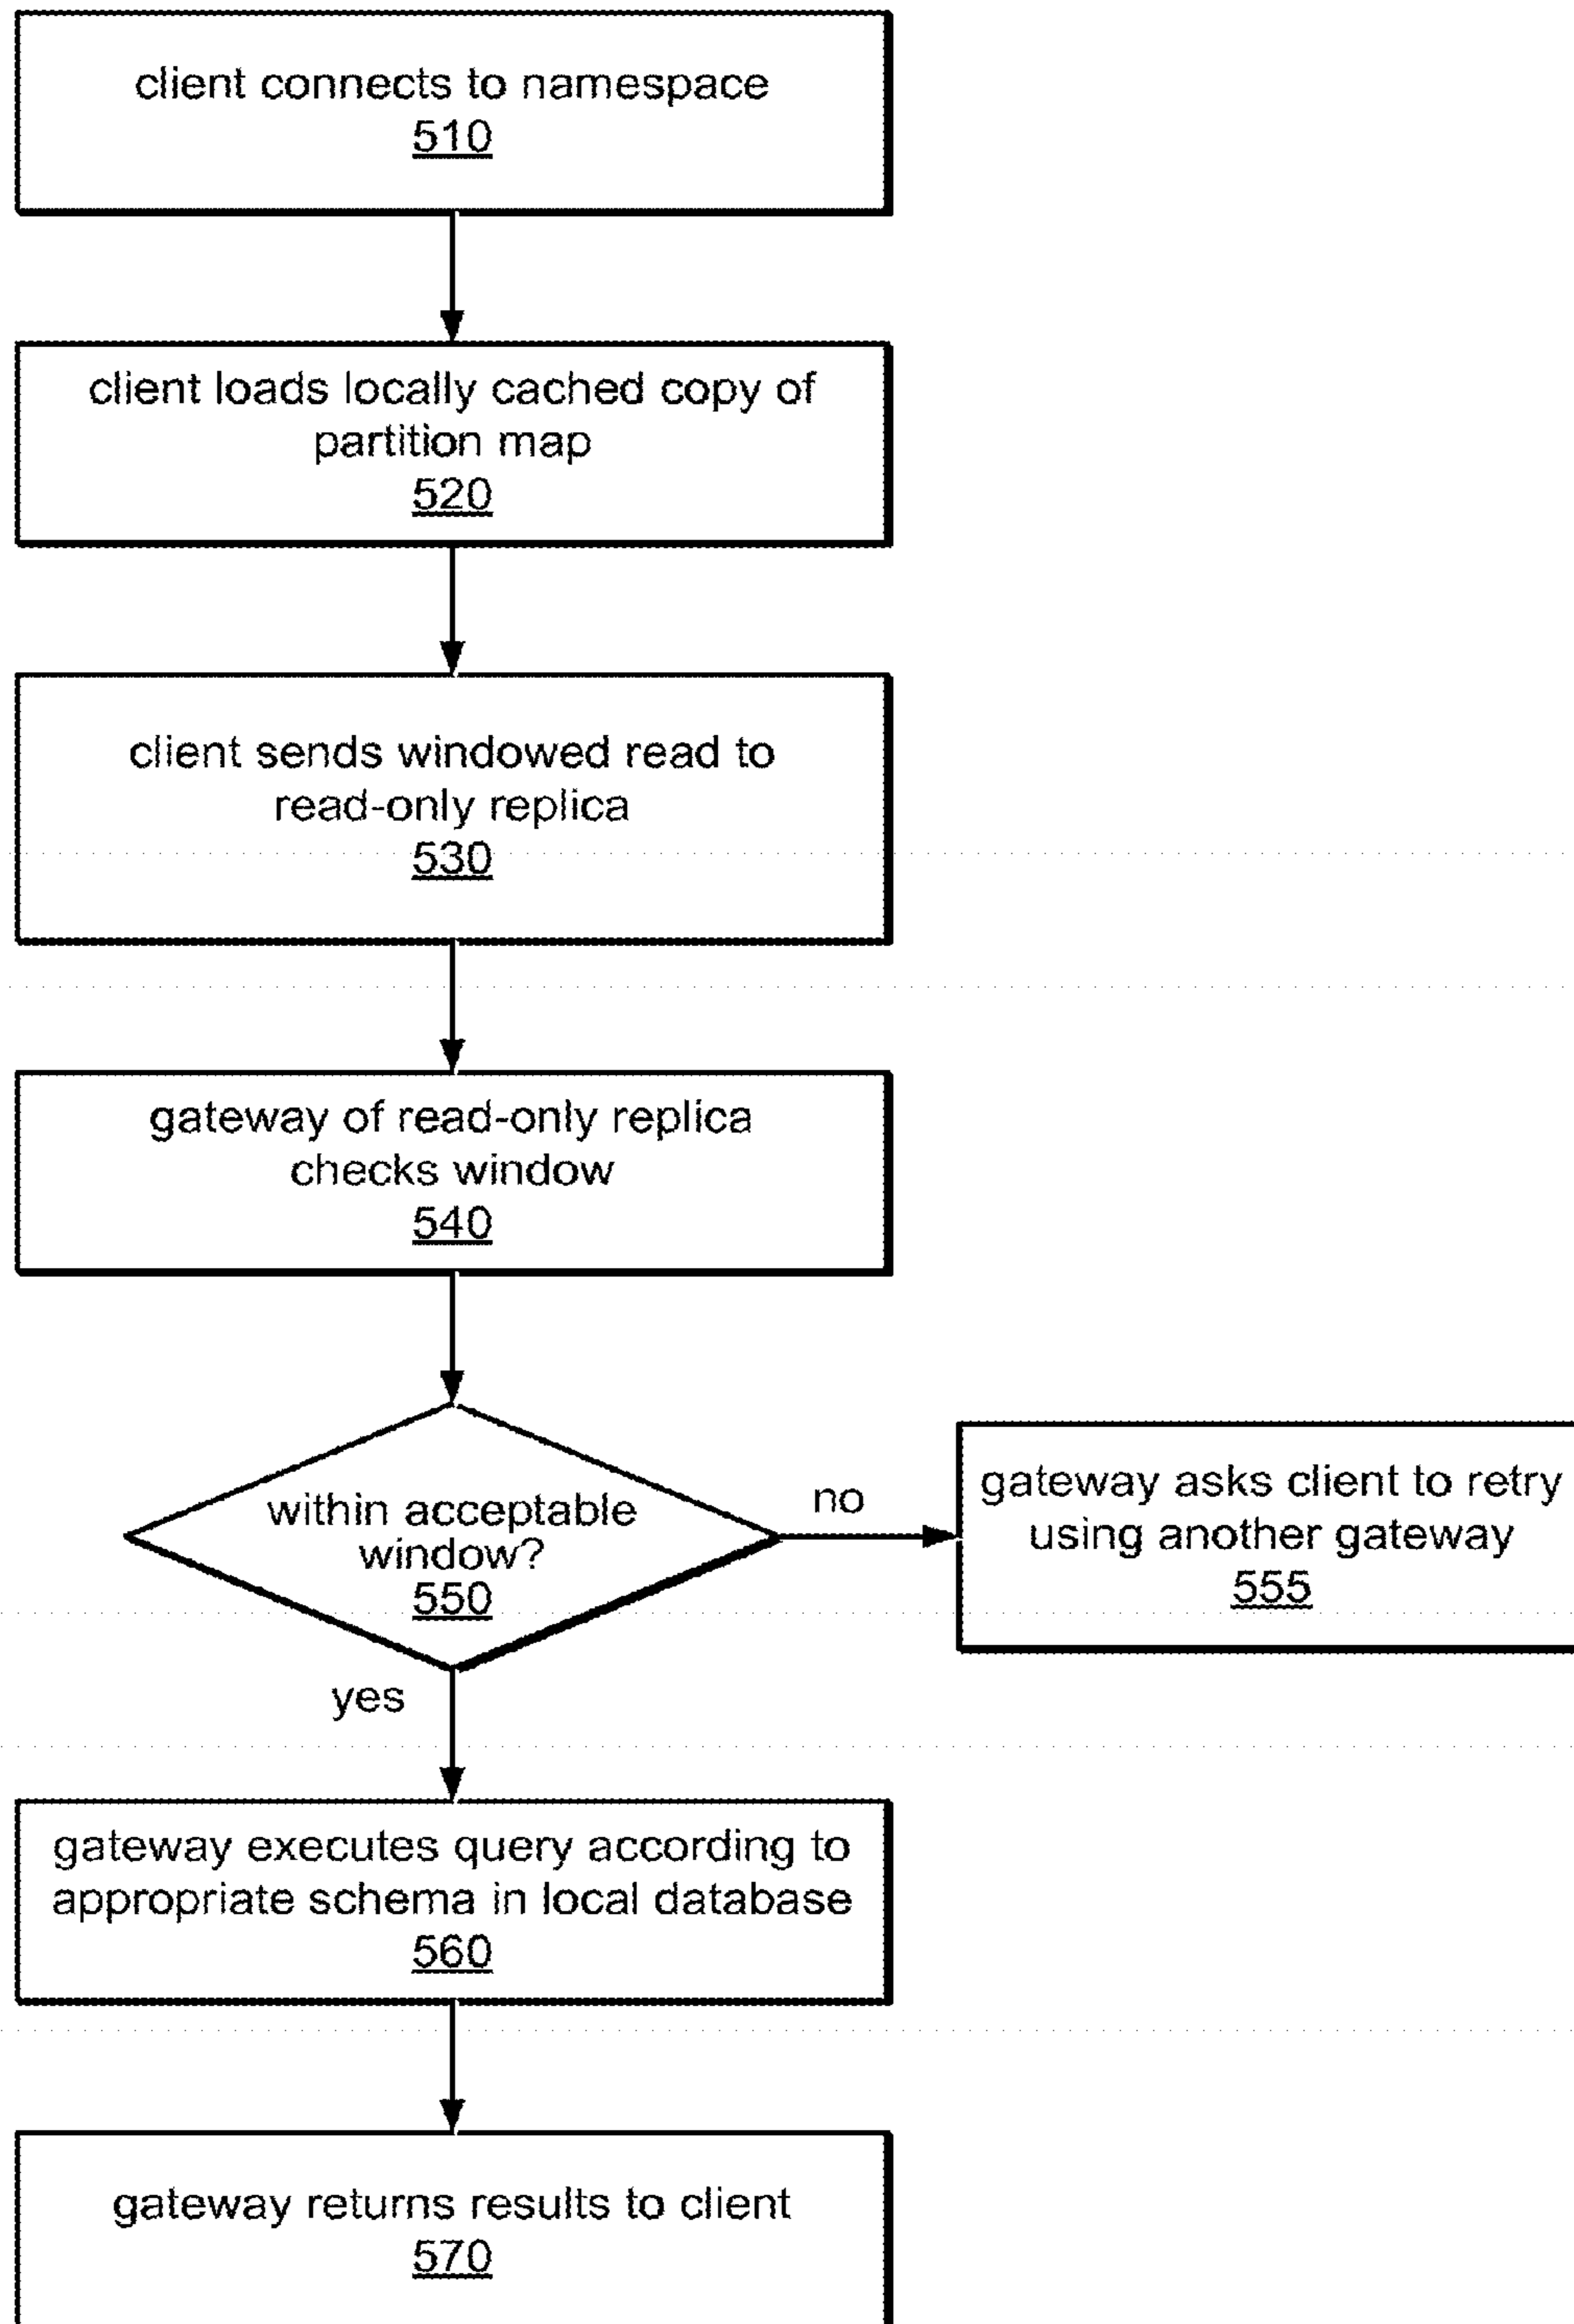 client connects to namespace
510
client loads locally cached copy of
partition map
520
client sends windowed read to
read-only replica
530
gateway of read-only replica
checks window
540
within acceptable
window?
550
no
gateway asks client to retry
using another gateway
555
yes
gateway executes query according to
appropriate schema in local database
560
gateway returns results to client
570